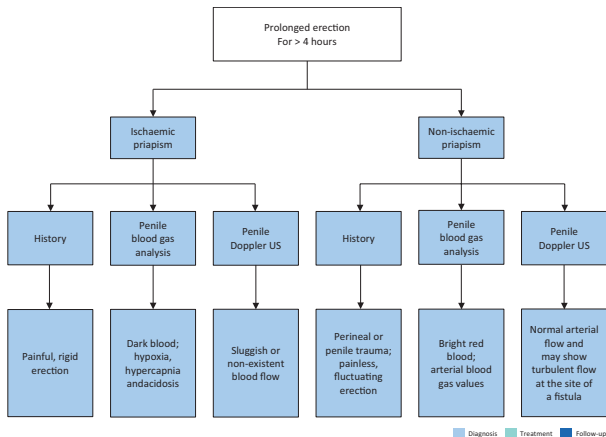 Prolonged erection
For > 4 hours
Ischaemic
priapism
Non-ischaemic
priapism
History
Penile
blood gas
analysis
Penile
Doppler US
History
Penile
blood gas
analysis
Penile
Doppler US
Painful, rigid
erection
Dark blood;
hypoxia,
hypercapnia
andacidosis
Sluggish or
non-existent
blood flow
Perineal or
penile trauma;
painless,
fluctuating
erection
Bright red
blood;
arterial blood
gas values
Normal arterial
flow and
may show
turbulent flow
at the site of
a fistula
Diagnosis
Treatment
Follow-up